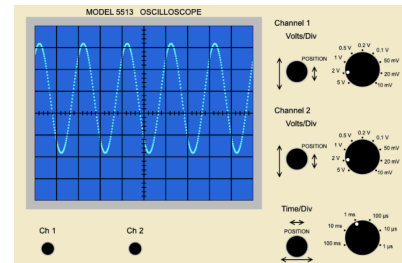 MODEL 5513 OSCILLOSCOPE
Channel 1
Volts/Div
0.5 V 0.2 V 0.1 V
1 V 50 mV
POSITION
2 V 20 mV
5 V 10 mV
Channel 2
Volts/Div
0.5 V 0.2 V 0.1 V
1 V 50 mV
POSITION
2 V 20 mV
5 V 10 mV
Time/Div
1 ms 100 µs
10 ms 10 µs
POSITION
100 ms 1 µs
Ch 1 Ch 2